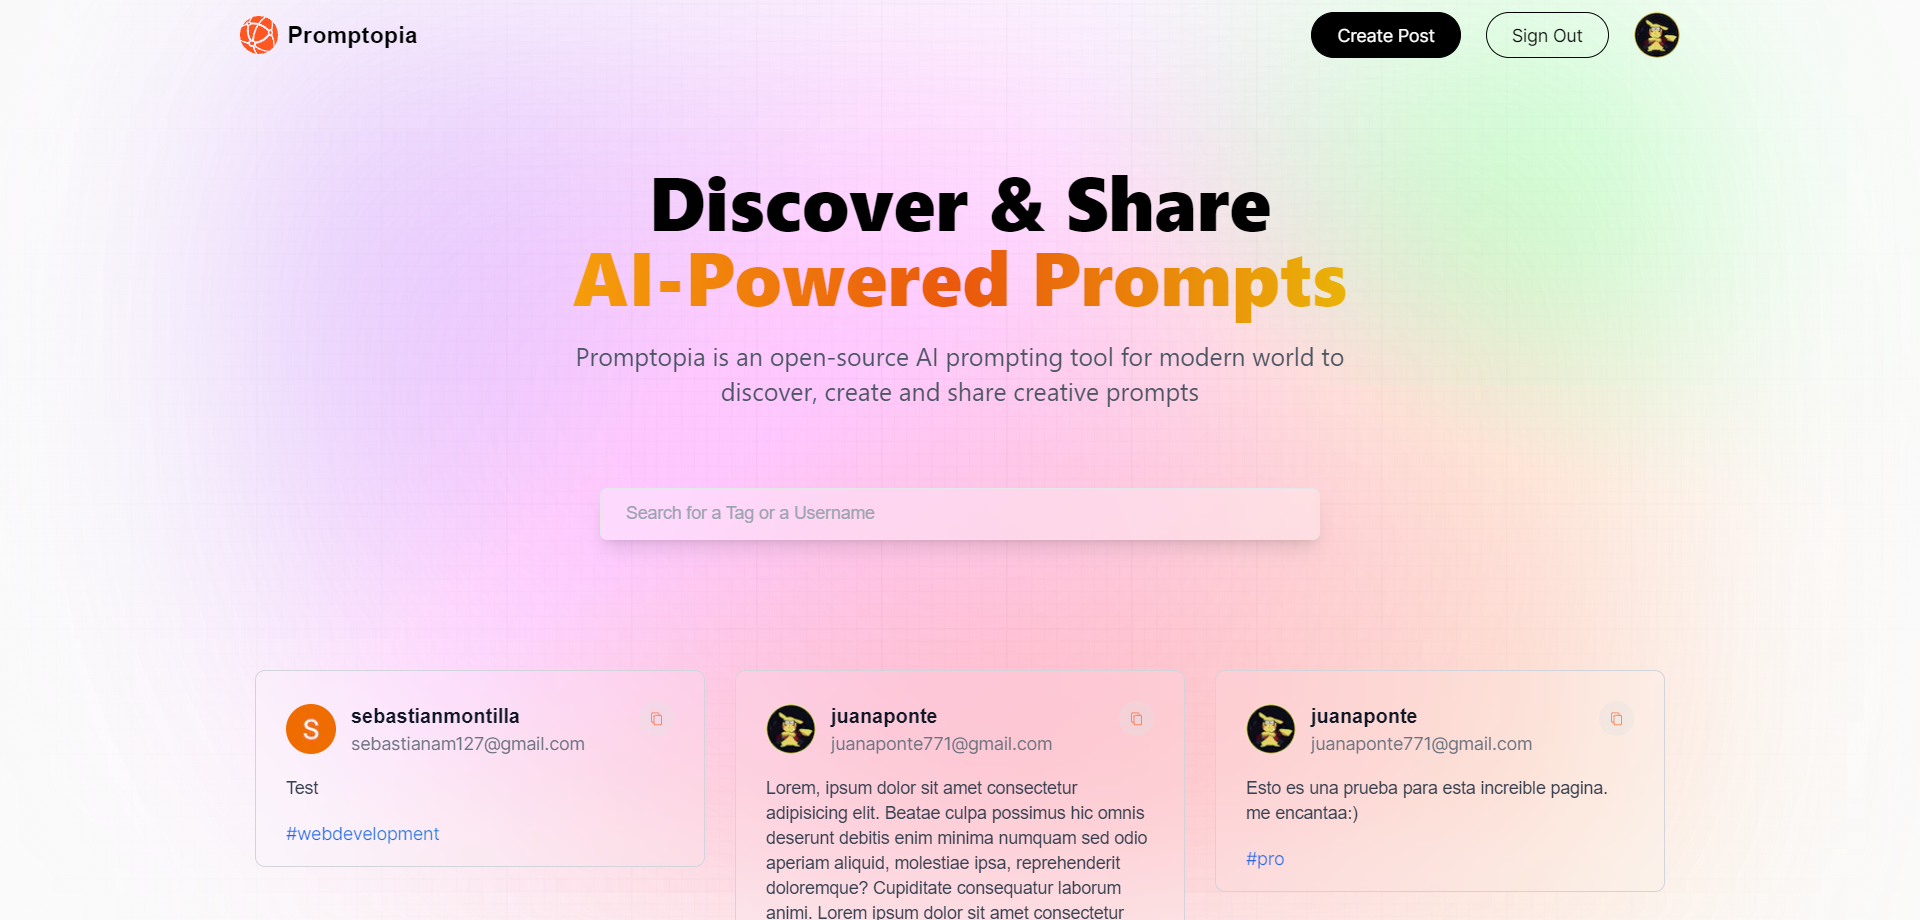 Promptopia
Create Post
Sign Out
Discover & Share
AI-Powered Prompts
Promptopia is an open-source AI prompting tool for modern world to
discover, create and share creative prompts
Search for a Tag or a Username
S
sebastianmontilla
sebastianam127@gmail.com
Test
#webdevelopment
juanaponte
juanaponte771@gmail.com
Lorem, ipsum dolor sit amet consectetur
adipisicing elit. Beatae culpa possimus hic omnis
deserunt debitis enim minima numquam sed odio
aperiam aliquid, molestiae ipsa, reprehenderit
doloremque? Cupiditate consequatur laborum
animi. Lorem ipsum dolor sit amet consectetur
juanaponte
juanaponte771@gmail.com
Esto es una prueba para esta increible pagina.
me encantaa:)
#pro